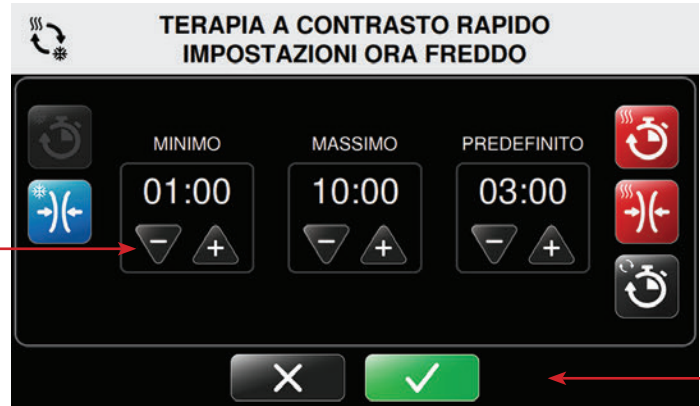 TERAPIA A CONTRASTO RAPIDO
IMPOSTAZIONI ORA FREDDO
MINIMO MASSIMO PREDEFINITO
01:00 10:00 03:00
- + - + - +